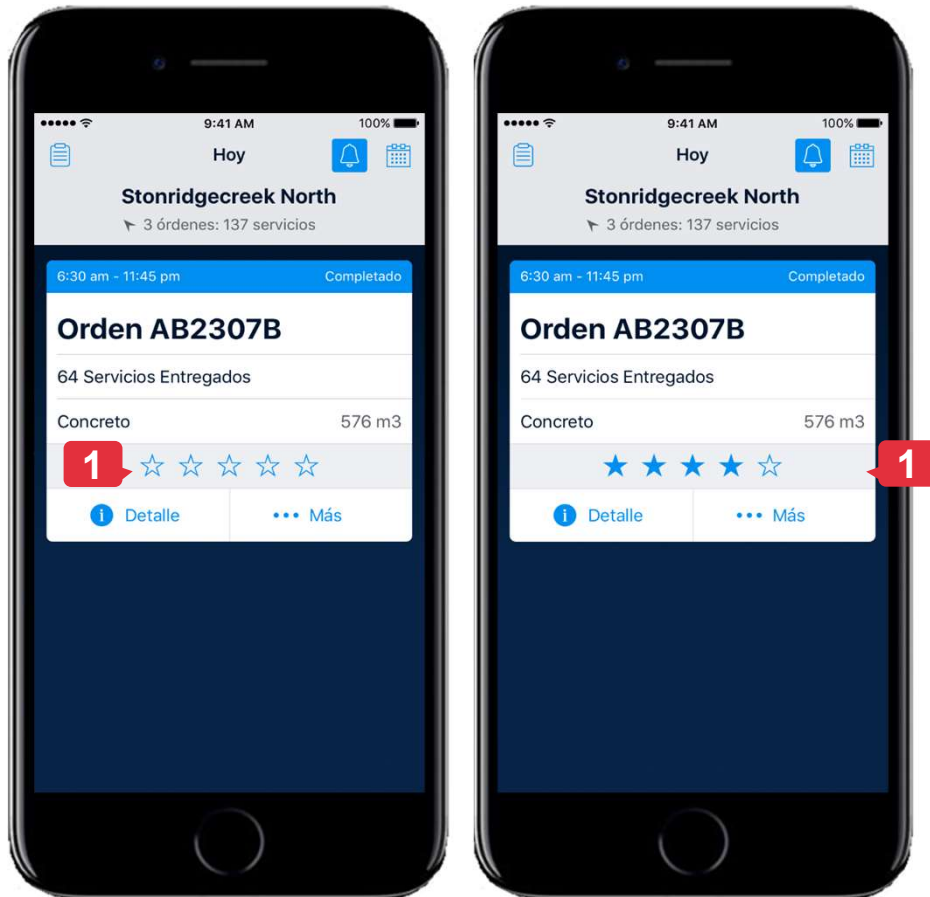 9:41 AM 100%
Hoy
Stonridgecreek North
3 órdenes: 137 servicios
6:30 am - 11:45 pm Completado
Orden AB2307B
64 Servicios Entregados
Concreto 576 m3
1
Detalle Más
9:41 AM 100%
Hoy
Stonridgecreek North
3 órdenes: 137 servicios
6:30 am - 11:45 pm Completado
Orden AB2307B
64 Servicios Entregados
Concreto 576 m3
1
Detalle Más